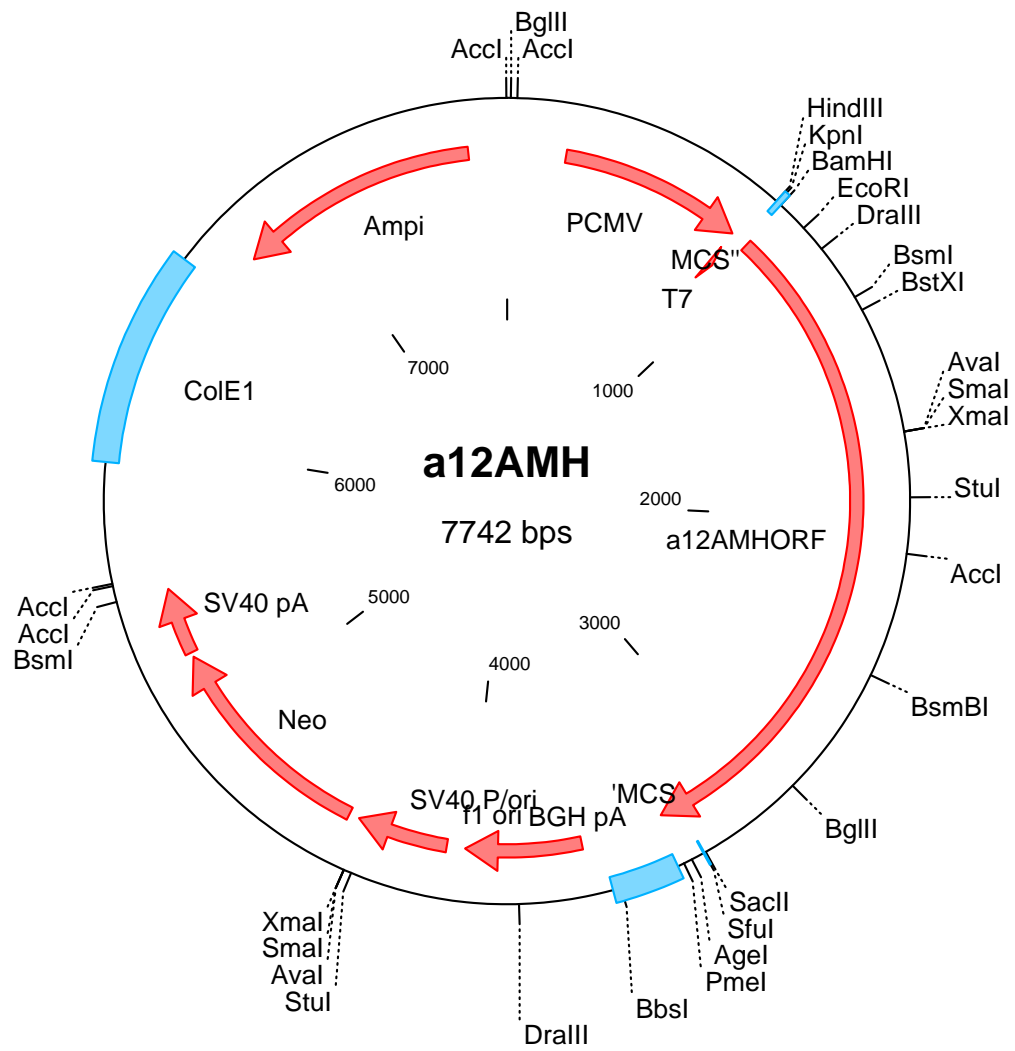 BglII
AccI AccI
HindIII
KpnI
BamHI
EcoRI
DraIII
BsmI
BstXI
AvaI
SmaI
XmaI
StuI
AccI
BsmBI
BglII
SacII
SfuI
AgeI
PmeI
BbsI
DraIII
XmaI
SmaI
AvaI
StuI
AccI
AccI
BsmI
Ampi
PCMV
MCS"
T7
ColE1
7000
1000
a12AMH
6000
2000
7742 bps
a12AMHORF
SV40 pA
5000
3000
4000
Neo
SV40 P/ori
'MCS
f1 ori
BGH pA